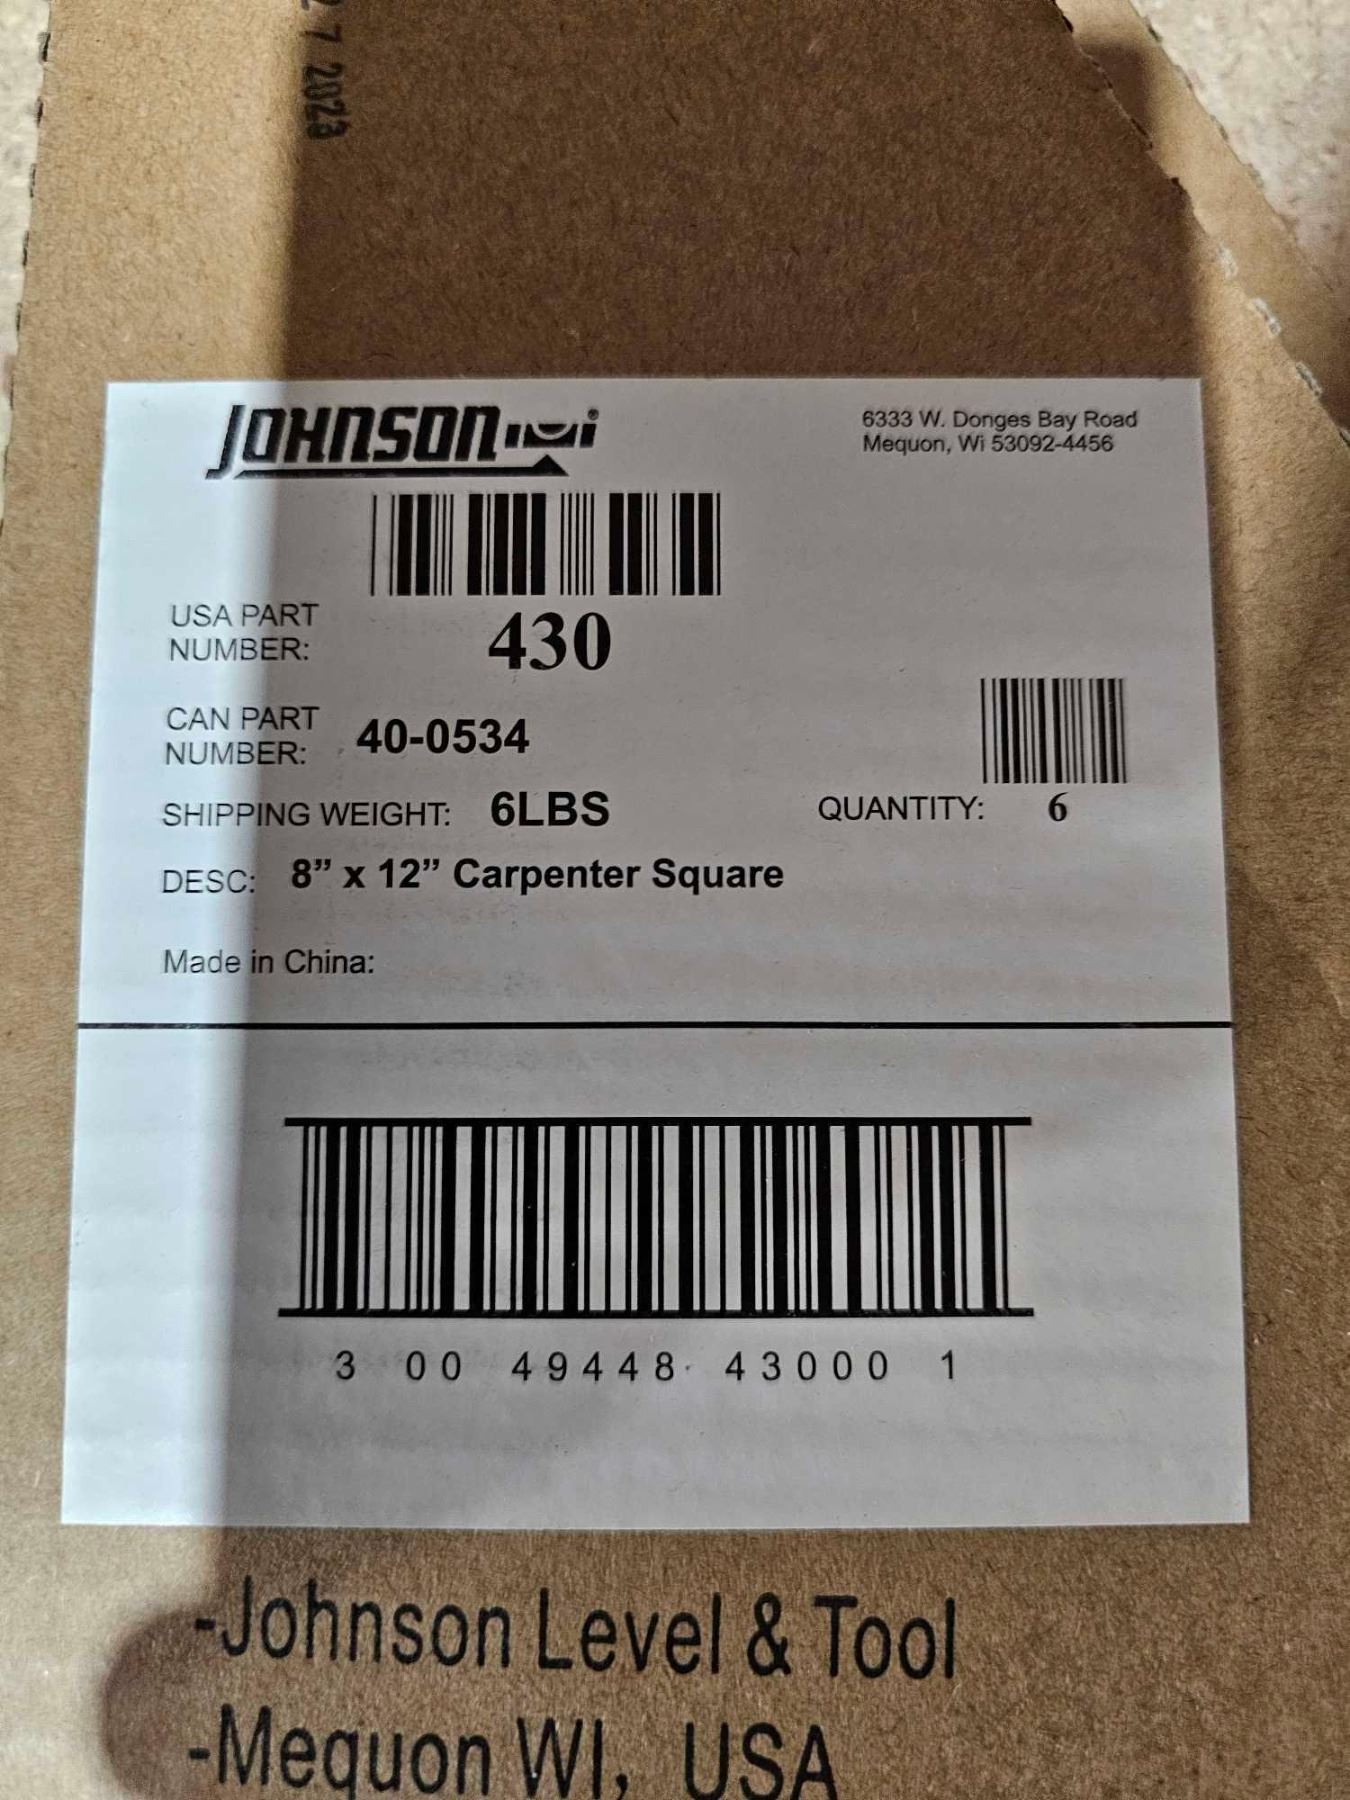 7 2023
JOHNSON®
6333 W. Donges Bay Road
Mequon, Wi 53092-4456
USA PART
NUMBER:
430
CAN PART
NUMBER:
40-0534
SHIPPING WEIGHT: 6LBS
QUANTITY: 6
DESC: 8” x 12” Carpenter Square
Made in China:
3 00 49448 43000 1
-Johnson Level & Tool
-Mequon WI, USA